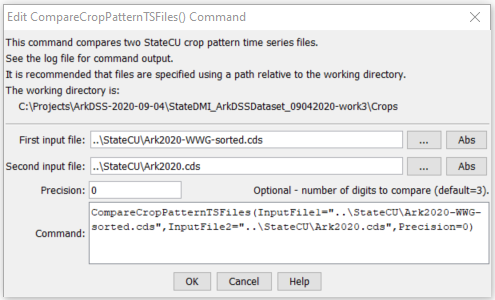 Edit CompareCropPatternTSFiles() Command
This command compares two StateCU crop pattern time series files.
See the log file for command output.
It is recommended that files are specified using a path relative to the working directory.
The working directory is:
C:\Projects\ArkDSS-2020-09-04\StateDMI_ArkDSSDataset_09042020-work3\Crops
First input file: ..\StateCU\Ark2020-WWG-sorted.cds ... Abs
Second input file: ..\StateCU\Ark2020.cds ... Abs
Precision: 0 Optional - number of digits to compare (default=3).
Command: CompareCropPatternTSFiles(InputFile1="..\StateCU\Ark2020-WWG-
sorted.cds",InputFile2="..\StateCU\Ark2020.cds",Precision=0)
OK Cancel Help